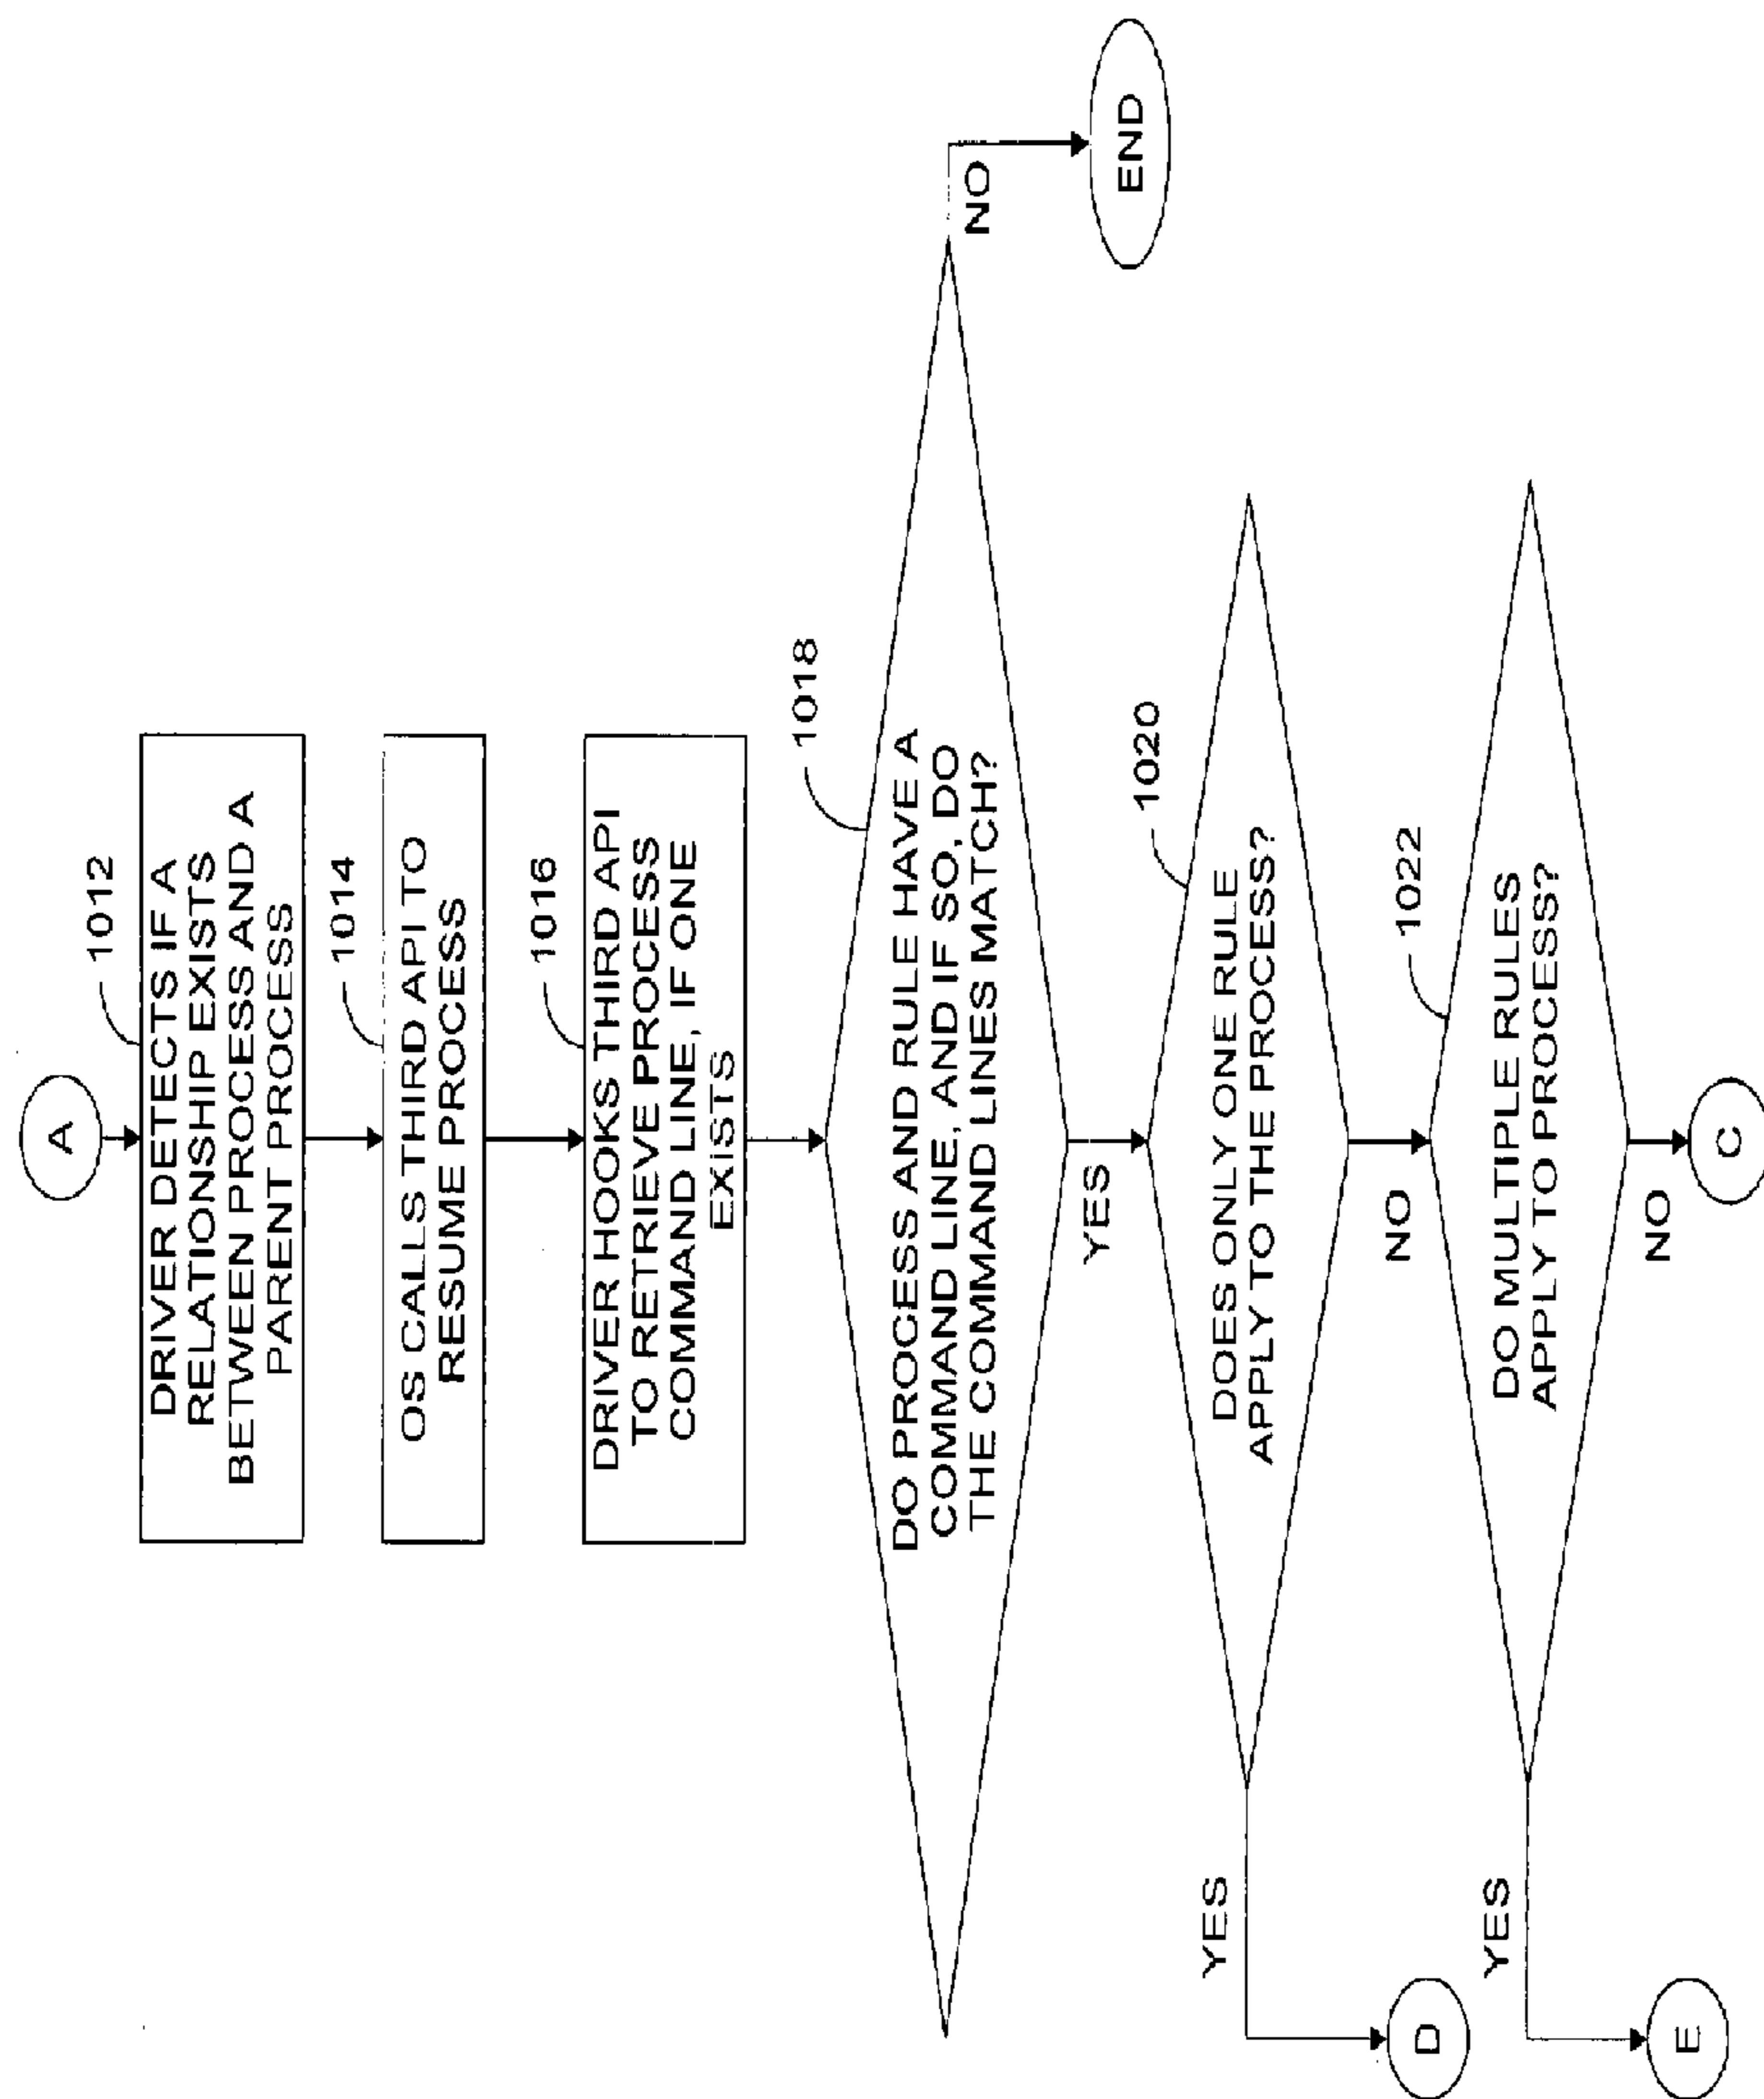 A
1012
DRIVER DETECTS IF A
RELATIONSHIP EXISTS
BETWEEN PROCESS AND A
PARENT PROCESS
1014
OS CALLS THIRD API TO
RESUME PROCESS
1016
DRIVER HOOKS THIRD API
TO RETRIEVE PROCESS
COMMAND LINE, IF ONE
EXISTS
1018
DO PROCESS AND RULE HAVE A
COMMAND LINE, AND IF SO, DO
THE COMMAND LINES MATCH?
NO
END
YES
1020
DOES ONLY ONE RULE
APPLY TO THE PROCESS?
YES
D
NO
1022
DO MULTIPLE RULES
APPLY TO PROCESS?
YES
E
NO
C